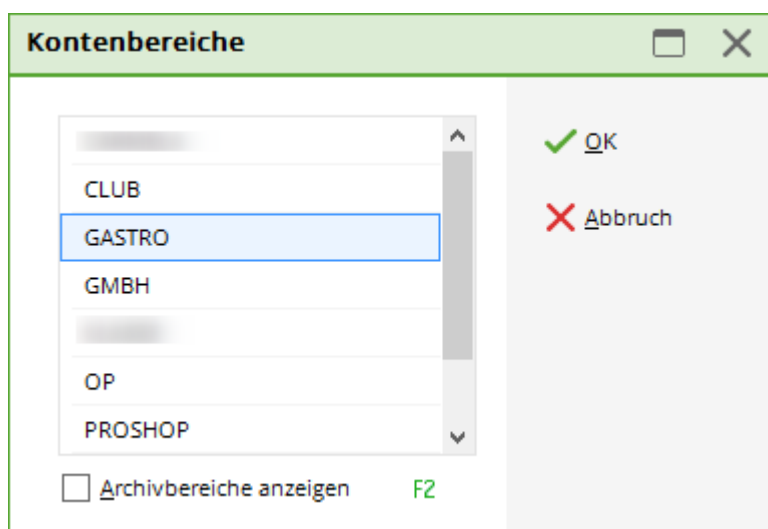 Kontenbereiche
OK
CLUB
Abbruch
GASTRO
GMBH
OP
PROSHOP
Archivbereiche anzeigen F2